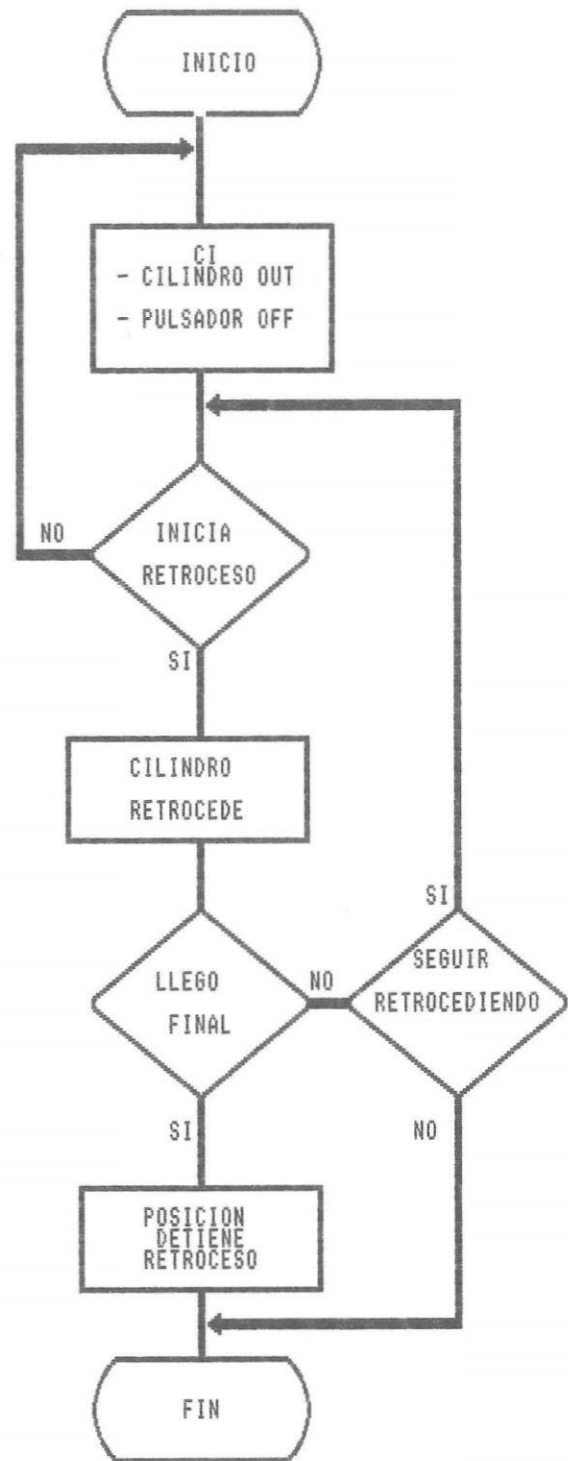 INICIO
CI
- CILINDRO OUT
- PULSADOR OFF
NO
INICIA
RETROCESO
SI
CILINDRO
RETROCEDE
SI
LLEGO
FINAL
NO
SEGUIR
RETROCEDIENDO
SI
NO
POSICION
DETIENE
RETROCESO
FIN